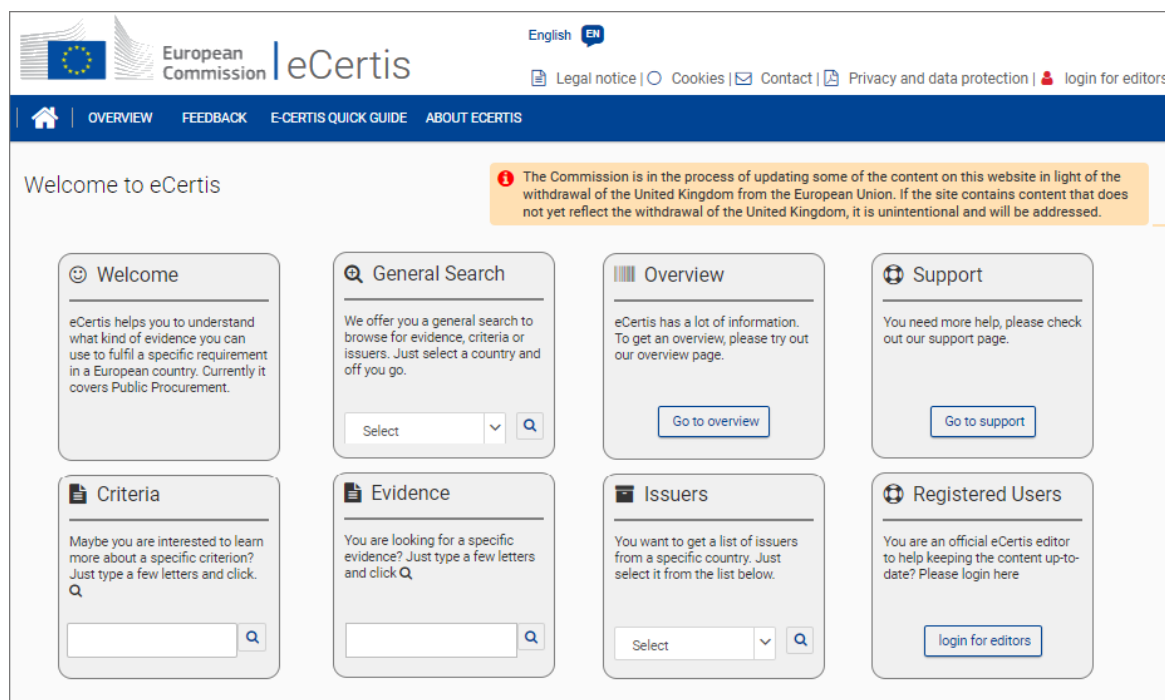 English EN
European
Commission
eCertis
Legal notice | Cookies | Contact | Privacy and data protection | login for editors
OVERVIEW FEEDBACK E-CERTIS QUICK GUIDE ABOUT ECERTIS
Welcome to eCertis
The Commission is in the process of updating some of the content on this website in light of the
withdrawal of the United Kingdom from the European Union. If the site contains content that does
not yet reflect the withdrawal of the United Kingdom, it is unintentional and will be addressed.
Welcome
eCertis helps you to understand
what kind of evidence you can
use to fulfil a specific requirement
in a European country. Currently it
covers Public Procurement.
General Search
We offer you a general search to
browse for evidence, criteria or
issuers. Just select a country and
off you go.
Select
Overview
eCertis has a lot of information.
To get an overview, please try out
our overview page.
Go to overview
Support
You need more help, please check
out our support page.
Go to support
Criteria
Maybe you are interested to learn
more about a specific criterion?
Just type a few letters and click.
Evidence
You are looking for a specific
evidence? Just type a few letters
and click
Issuers
You want to get a list of issuers
from a specific country. Just
select it from the list below.
Select
Registered Users
You are an official eCertis editor
to help keeping the content up-to-
date? Please login here
login for editors